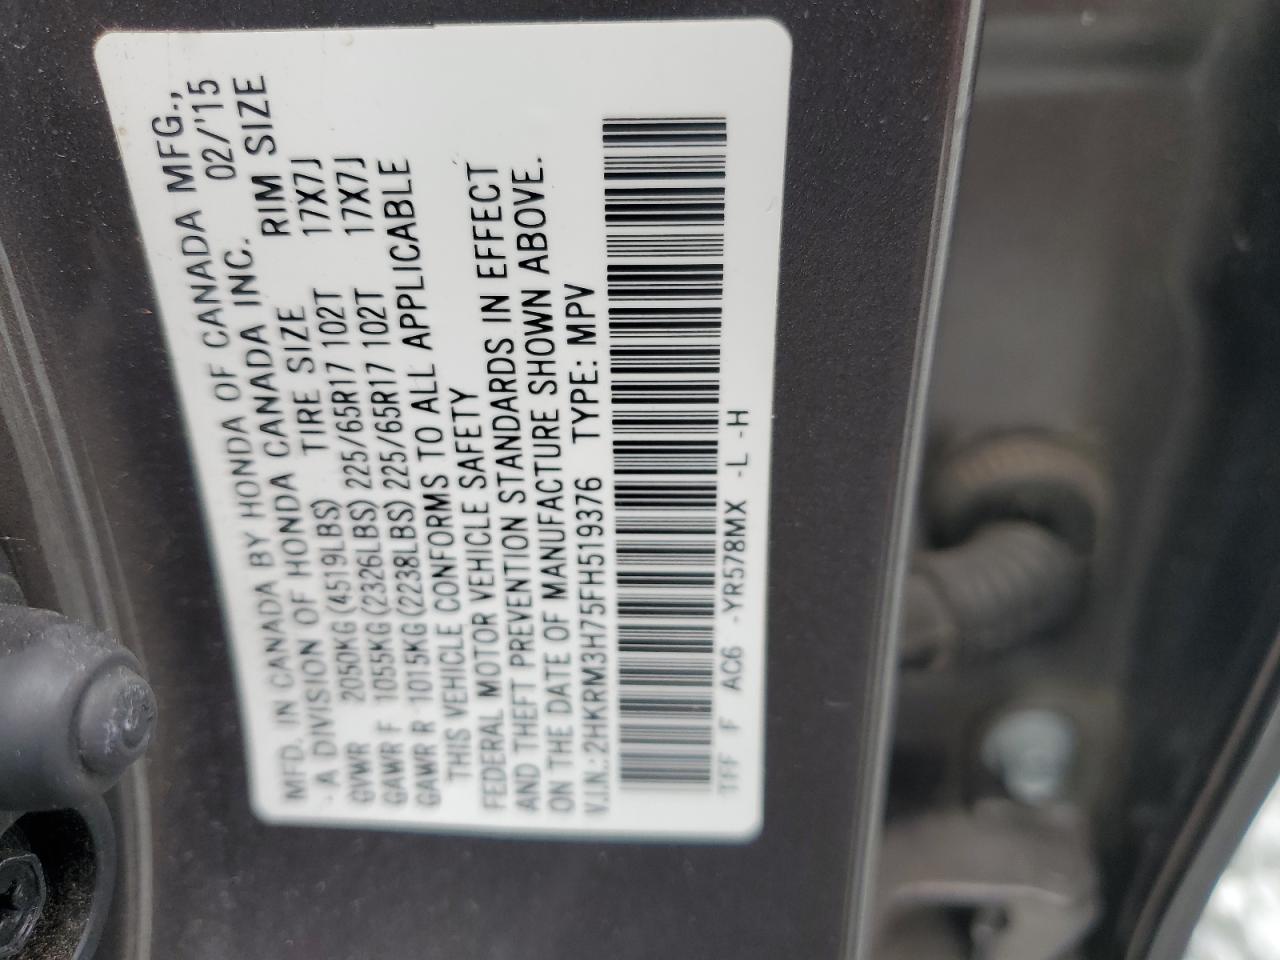 MFD. IN CANADA BY HONDA OF CANADA MFG.,
A DIVISION OF HONDA CANADA INC. 02/'15
TIRE SIZE RIM SIZE
GVWR 2050KG(4519LBS)
GAWR F 1055KG(2326LBS) 225/65R17 102T 17X7J
GAWR R 1015KG(2238LBS) 225/65R17 102T 17X7J
THIS VEHICLE CONFORMS TO ALL APPLICABLE
FEDERAL MOTOR VEHICLE SAFETY
AND THEFT PREVENTION STANDARDS IN EFFECT
ON THE DATE OF MANUFACTURE SHOWN ABOVE.
V.I.N.:2HKRM3H75FH519376 TYPE: MPV
TFF F AC6 -YR578MX -L -H